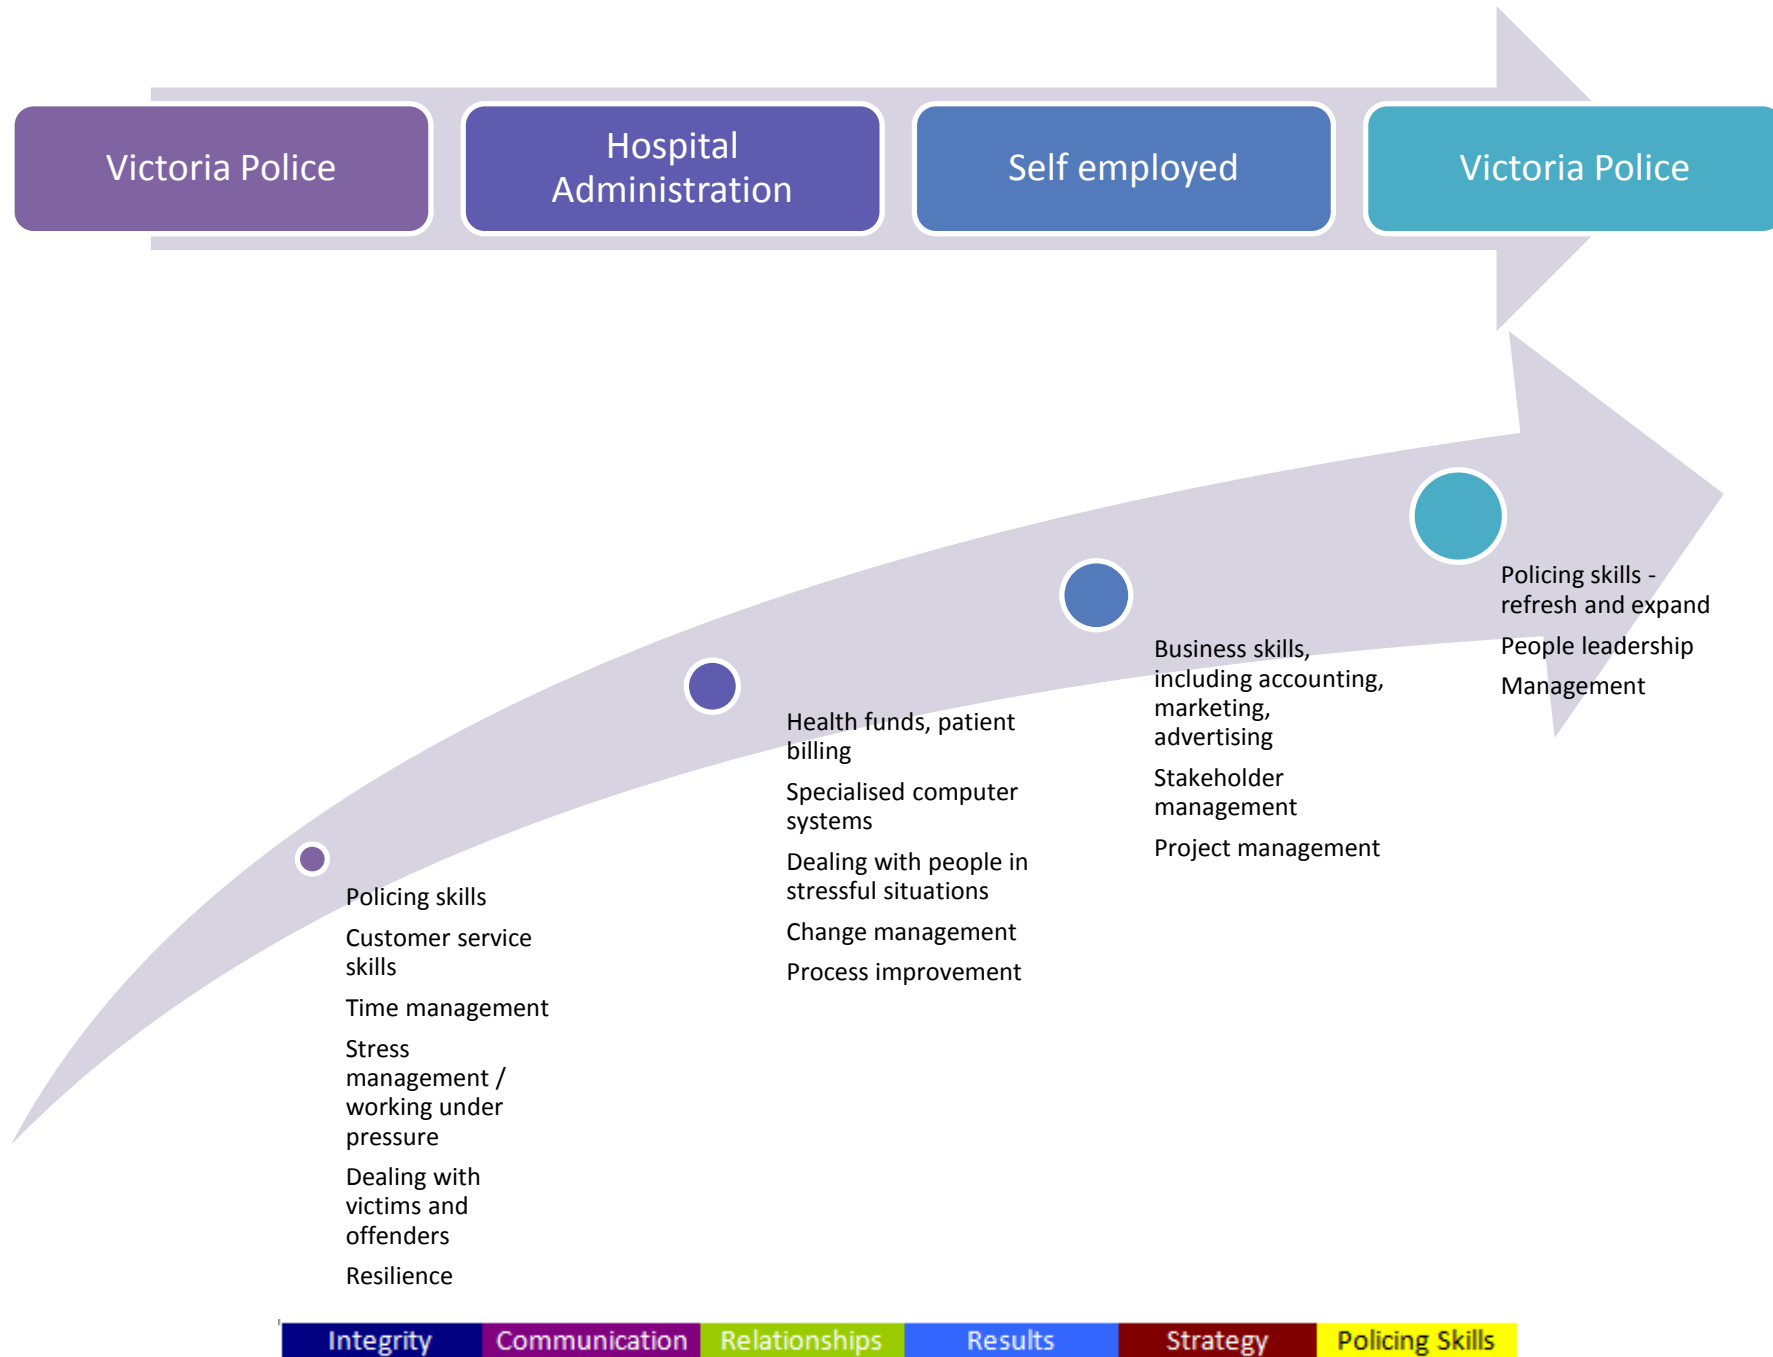 Victoria Police
Hospital
Administration
Self employed
Victoria Police
Policing skills
Customer service
skills
Time management
Stress
management /
working under
pressure
Dealing with
victims and
offenders
Resilience
Health funds, patient
billing
Specialised computer
systems
Dealing with people in
stressful situations
Change management
Process improvement
Business skills,
including accounting,
marketing,
advertising
Stakeholder
management
Project management
Policing skills -
refresh and expand
People leadership
Management
Integrity Communication Relationships Results Strategy Policing Skills